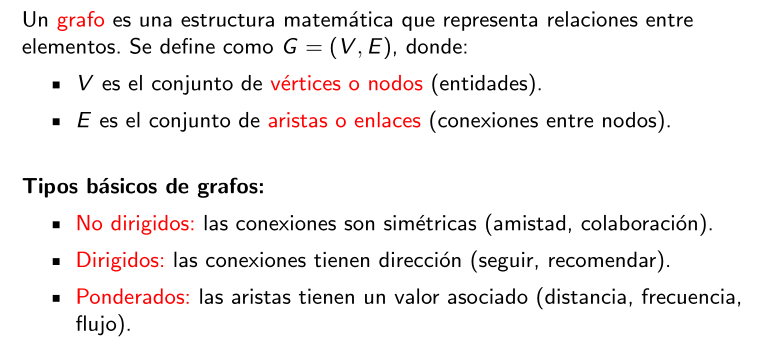 Un grafo es una estructura matemática que representa relaciones entre
elementos. Se define como G = (V, E), donde:
▪ V es el conjunto de vértices o nodos (entidades).
▪ E es el conjunto de aristas o enlaces (conexiones entre nodos).
Tipos básicos de grafos:
▪ No dirigidos: las conexiones son simétricas (amistad, colaboración).
▪ Dirigidos: las conexiones tienen dirección (seguir, recomendar).
▪ Ponderados: las aristas tienen un valor asociado (distancia, frecuencia,
flujo).